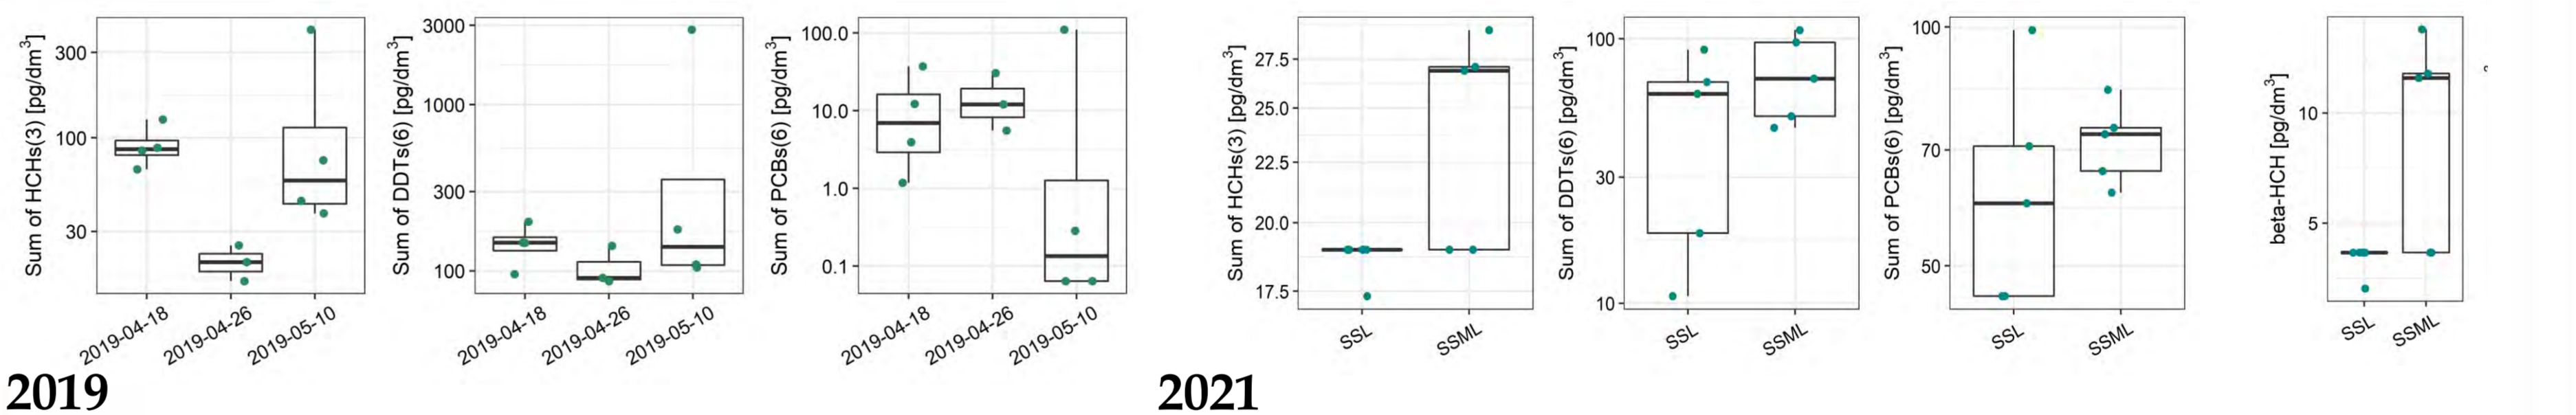 Sum of HCHs(3) [pg/dm³]
300
100
30
2019-04-18
2019-04-26
2019-05-10
Sum of DDTs(6) [pg/dm³]
3000
1000
300
100
2019-04-18
2019-04-26
2019-05-10
Sum of PCBs(6) [pg/dm³]
100.0
10.0
1.0
0.1
2019-04-18
2019-04-26
2019-05-10
2019
Sum of HCHs(3) [pg/dm³]
27.5
25.0
22.5
20.0
17.5
SSL
SSML
Sum of DDTs(6) [pg/dm³]
100
30
10
SSL
SSML
Sum of PCBs(6) [pg/dm³]
100
70
50
SSL
SSML
beta-HCH [pg/dm³]
10
5
SSL
SSML
2021